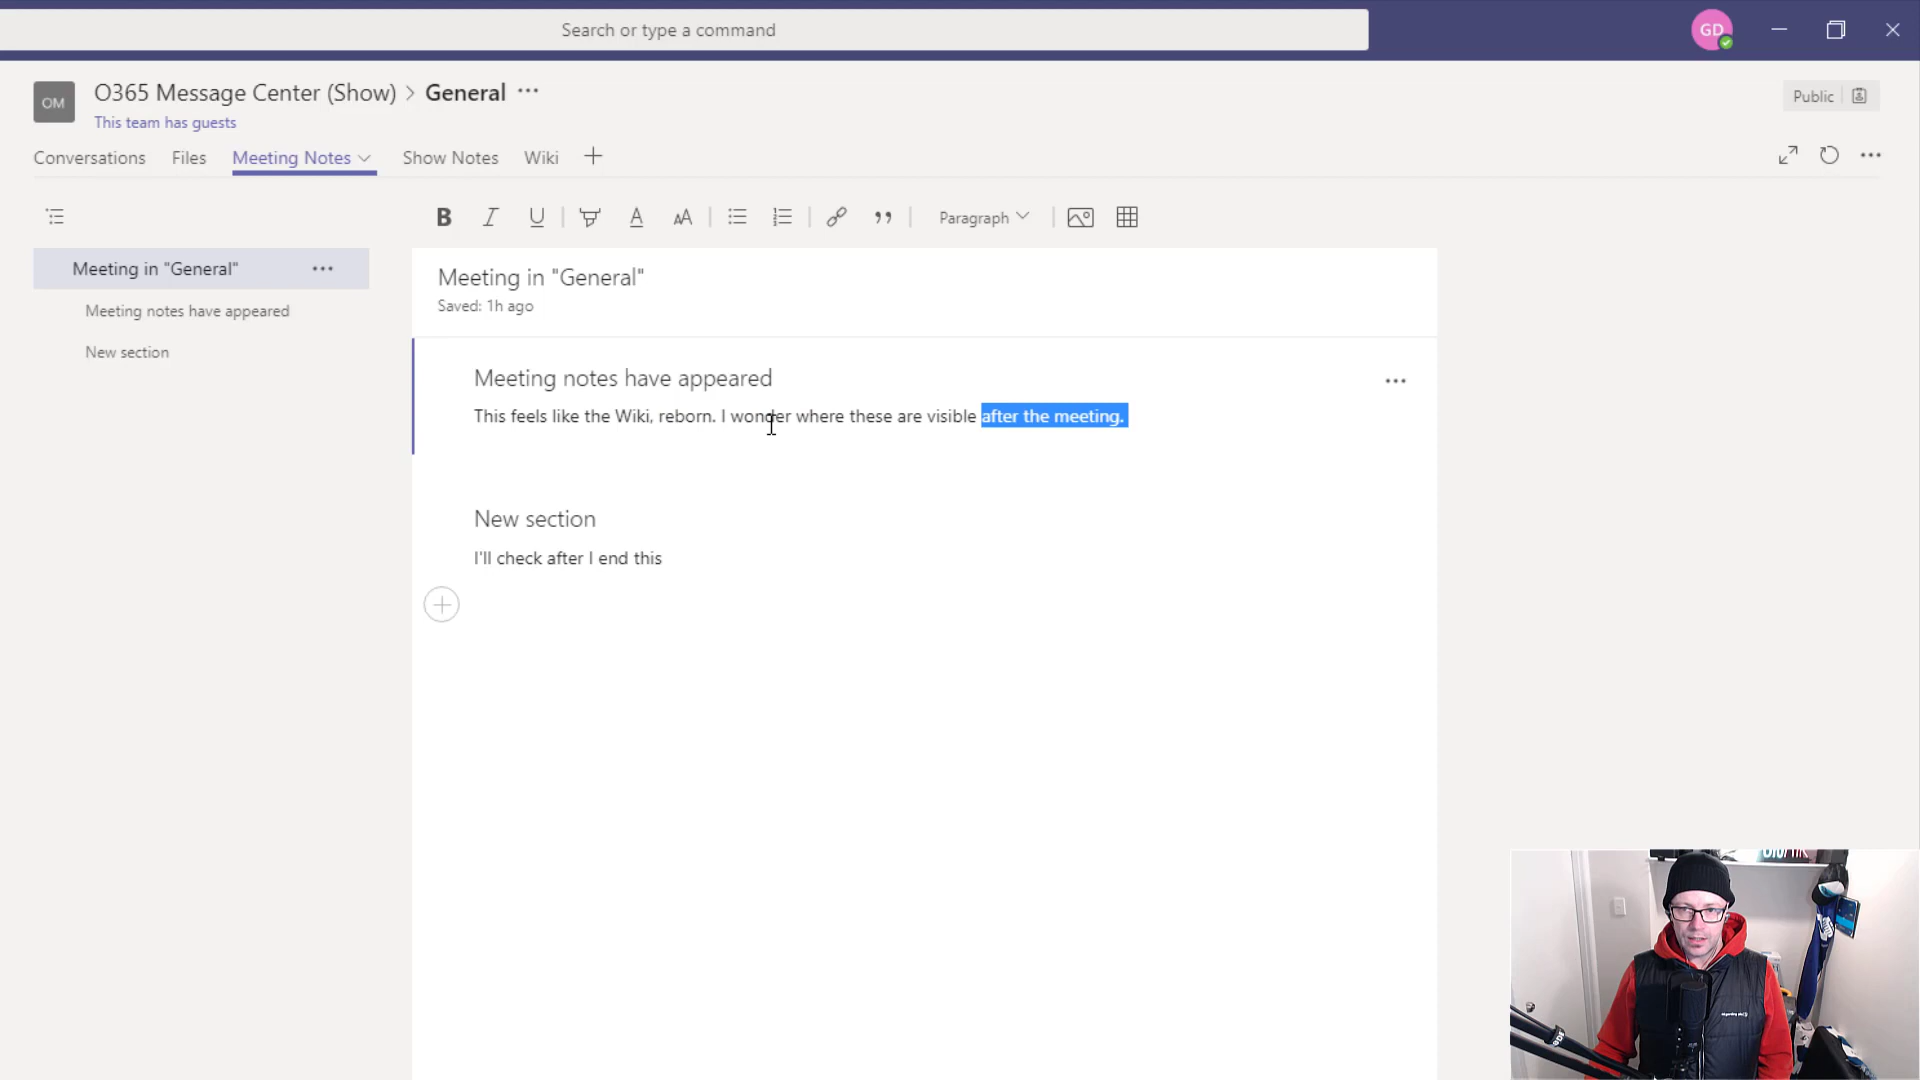 Search or type a command
GD
OM
O365 Message Center (Show) > General ...
This team has guests
Public
Conversations Files Meeting Notes Show Notes Wiki
B I U A AA Paragraph
Meeting in "General" ...
Meeting notes have appeared
New section
Meeting in "General"
Saved: 1h ago
Meeting notes have appeared
This feels like the Wiki, reborn. I wonder where these are visible after the meeting.
New section
I'll check after I end this